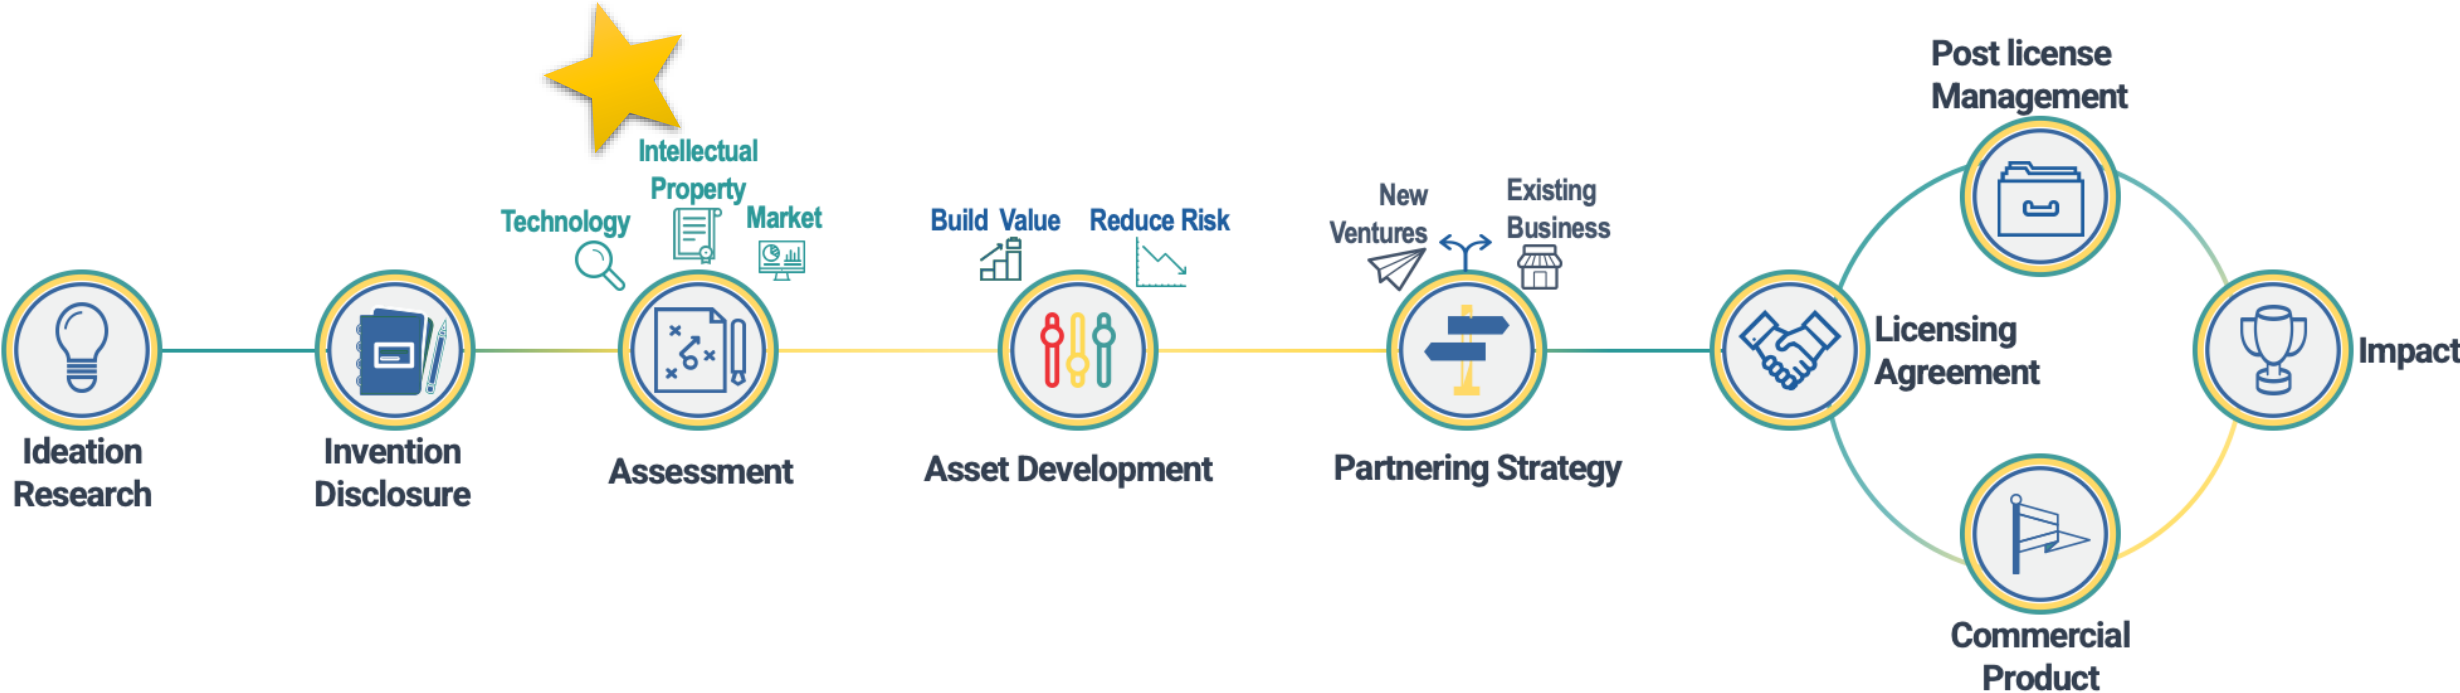 Ideation
Research
Invention
Disclosure
Technology
Intellectual
Property
Market
Assessment
Build Value
Reduce Risk
Asset Development
New
Ventures
Existing
Business
Partnering Strategy
Licensing
Agreement
Post license
Management
Commercial
Product
Impact